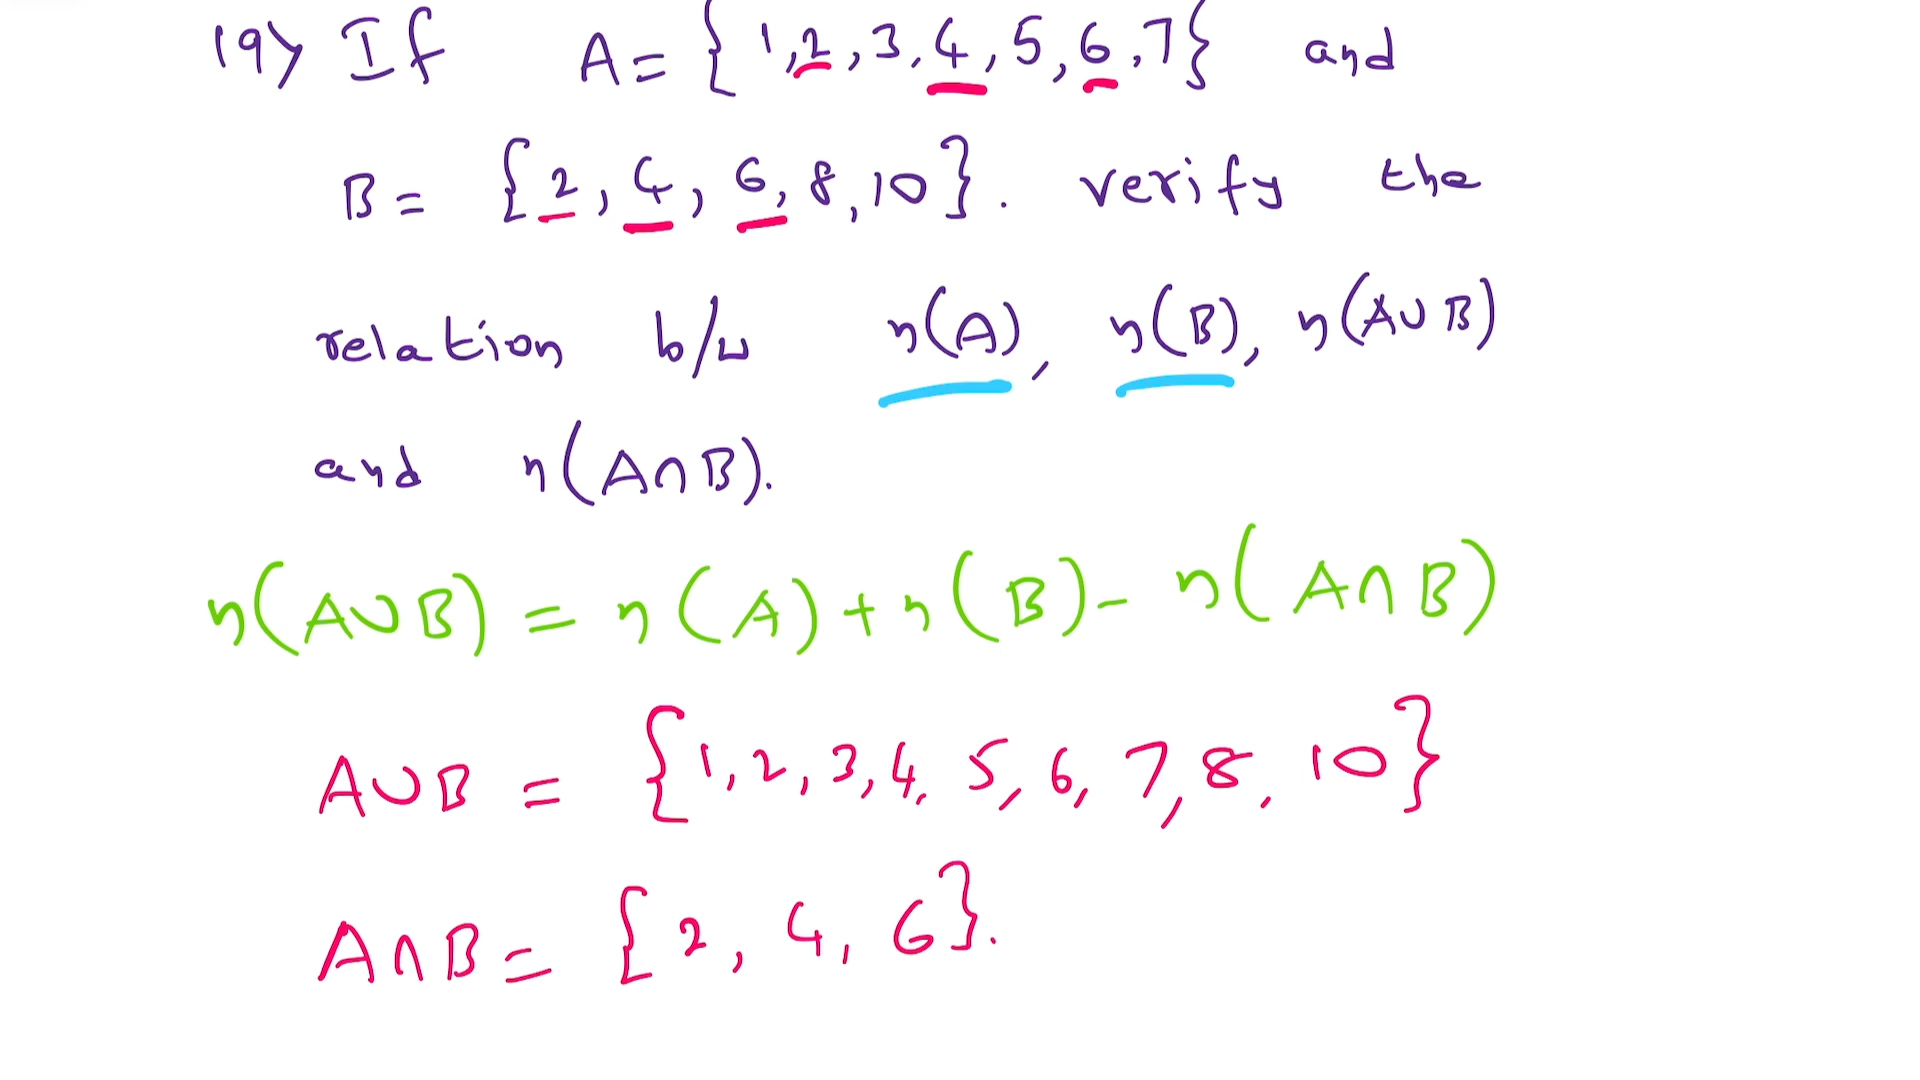 19) If A = { 1, 2, 3, 4, 5, 6, 7} and
B = { 2, 4, 6, 8, 10 }. verify the
relation b/w n(A), n(B), n(A∪B)
and n(A∩B).
n(A∪B) = n(A) + n(B) - n(A∩B)
A∪B = {1, 2, 3, 4, 5, 6, 7, 8, 10}
A∩B = { 2, 4, 6}.